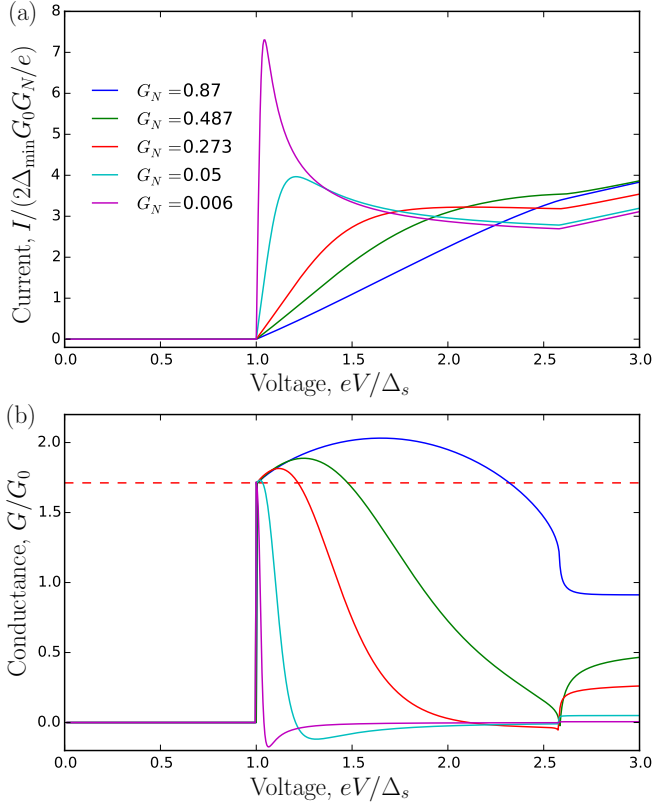 (a)
8
7
6
5
4
3
2
1
0
Current, I/(2Δ_min G_0 G_N/e)
G_N = 0.87
G_N = 0.487
G_N = 0.273
G_N = 0.05
G_N = 0.006
0.0 0.5 1.0 1.5 2.0 2.5 3.0
Voltage, eV/Δ_s
(b)
2.0
1.5
1.0
0.5
0.0
Conductance, G/G_0
0.0 0.5 1.0 1.5 2.0 2.5 3.0
Voltage, eV/Δ_s